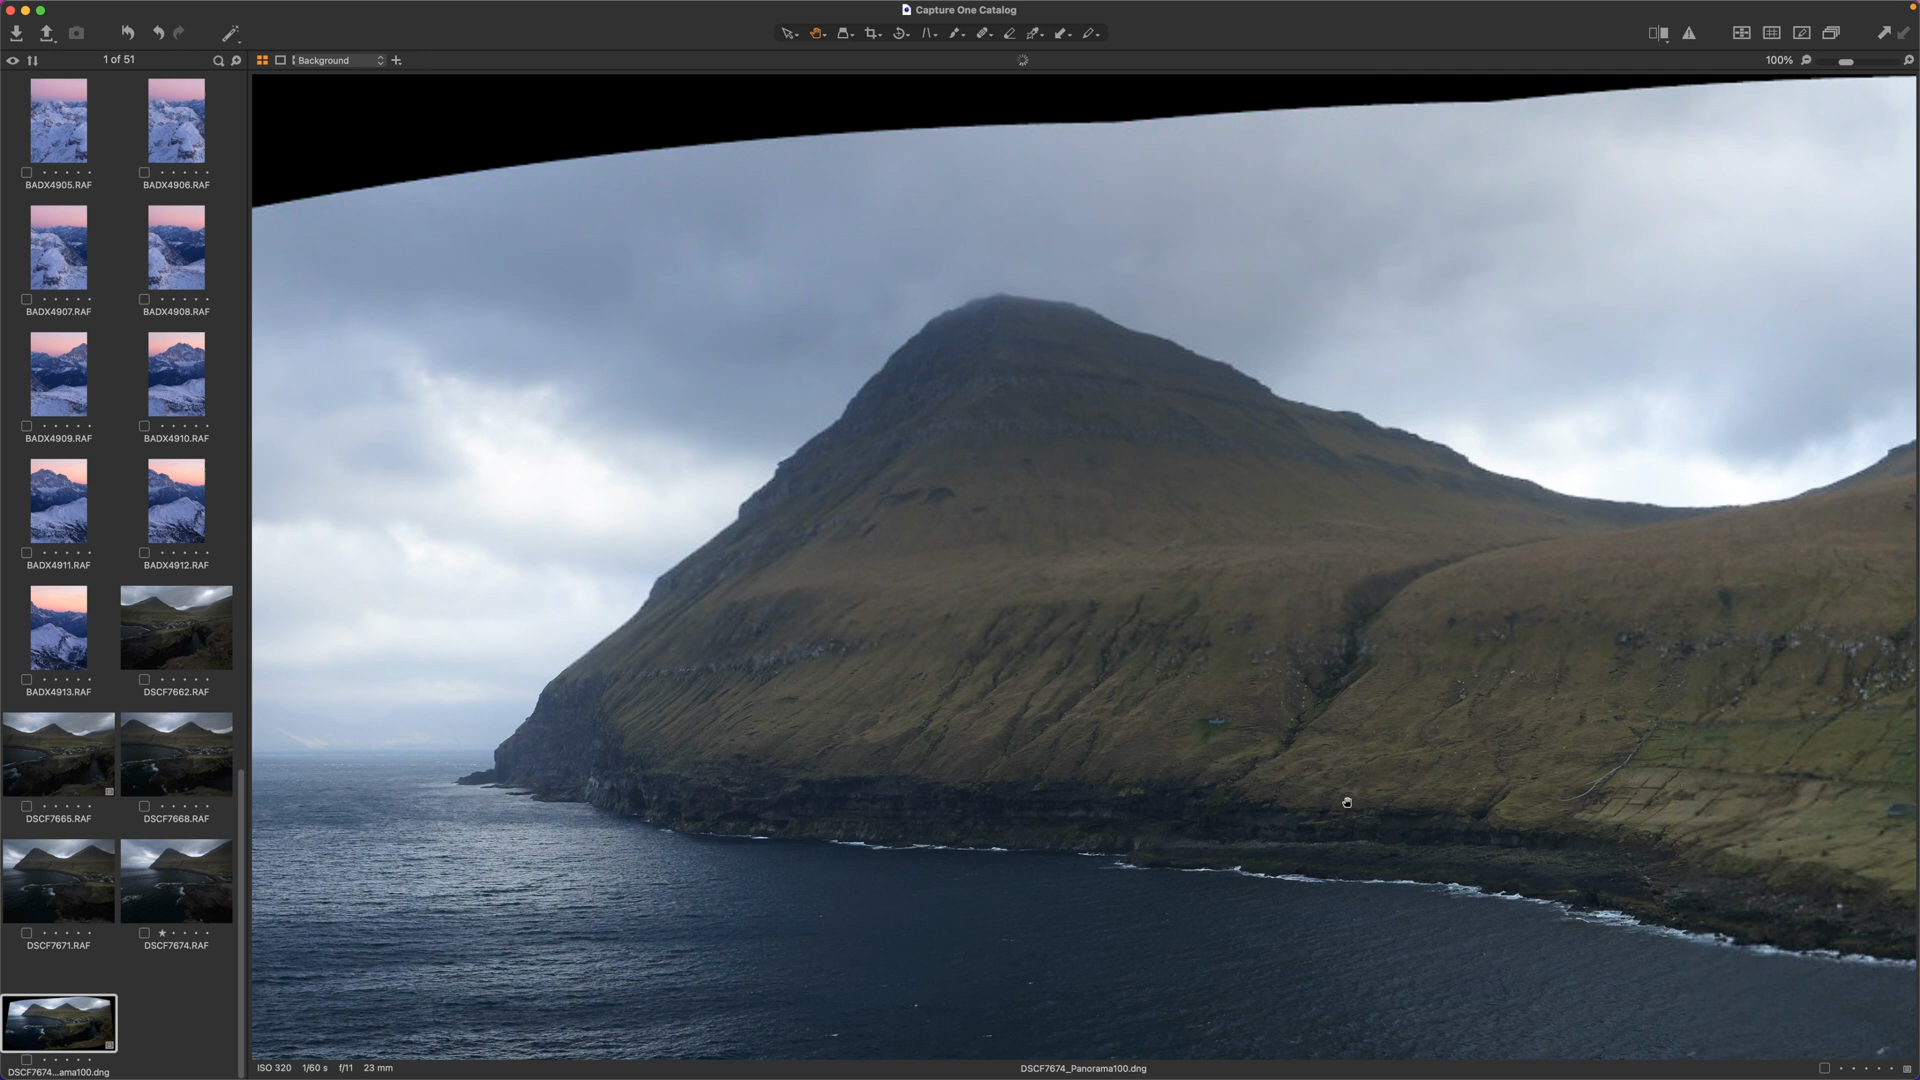 Capture One Catalog
1 of 51
Background
100%
BADX4905.RAF
BADX4906.RAF
BADX4907.RAF
BADX4908.RAF
BADX4909.RAF
BADX4910.RAF
BADX4911.RAF
BADX4912.RAF
BADX4913.RAF
DSCF7662.RAF
DSCF7665.RAF
DSCF7668.RAF
DSCF7671.RAF
DSCF7674.RAF
DSCF7674...ama100.dng
ISO 320 1/60 s f/11 23 mm
DSCF7674_Panorama100.dng